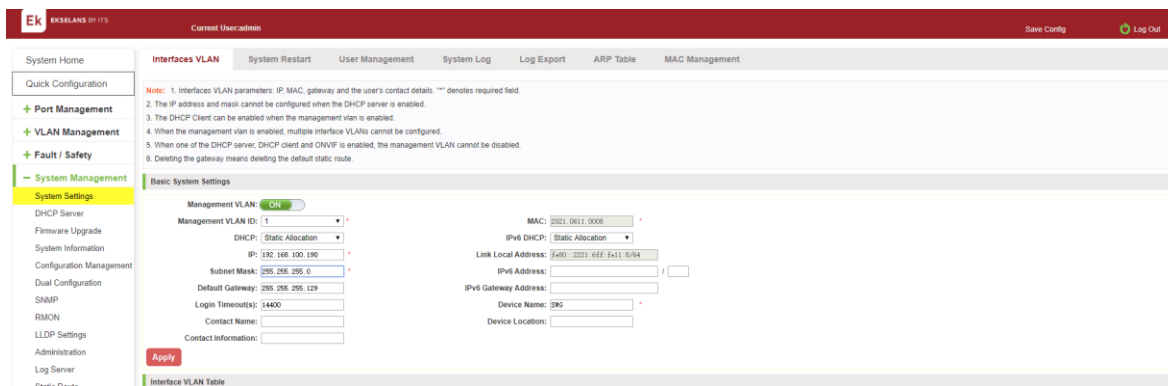 Ek EKSELANS BY ITS
Current User:admin
Save Config
Log Out
System Home
Quick Configuration
Port Management
VLAN Management
Fault / Safety
System Management
System Settings
DHCP Server
Firmware Upgrade
System Information
Configuration Management
Dual Configuration
SNMP
RMON
LLDP Settings
Administration
Log Server
Static Route
Interfaces VLAN System Restart User Management System Log Log Export ARP Table MAC Management
Note: 1. Interfaces VLAN parameters: IP, MAC, gateway and the user's contact details. "*" denotes required field.
2. The IP address and mask cannot be configured when the DHCP server is enabled.
3. The DHCP Client can be enabled when the management vlan is enabled.
4. When the management vlan is enabled, multiple interface VLANs cannot be configured.
5. When one of the DHCP server, DHCP client and ONVIF is enabled, the management VLAN cannot be disabled.
6. Deleting the gateway means deleting the default static route.
Basic System Settings
Management VLAN: ON
Management VLAN ID: 1 * MAC: 2021.0611.0008 *
DHCP: Static Allocation IPv6 DHCP: Static Allocation
IP: 192.168.100.190 * Link Local Address: fe80::2221:6ff:fe11:8/64
Subnet Mask: 255.255.255.0 * IPv6 Address: /
Default Gateway: 255.255.255.129 IPv6 Gateway Address:
Login Timeout(s): 14400 Device Name: SWG *
Contact Name: Device Location:
Contact Information:
Apply
Interface VLAN Table